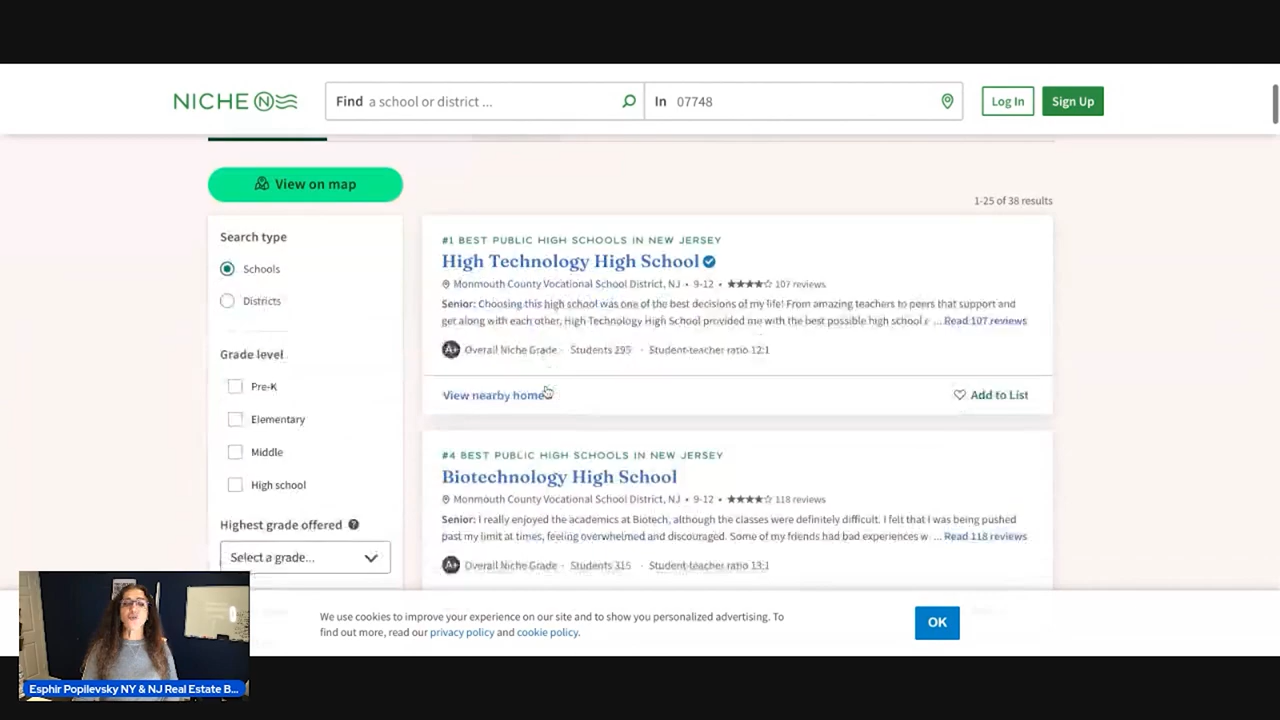 NICHE
Find a school or district ...
In 07748
Log In
Sign Up
View on map
1-25 of 38 results
Search type
Schools
Districts
Grade level
Pre-K
Elementary
Middle
High school
Highest grade offered ?
Select a grade...
#1 BEST PUBLIC HIGH SCHOOLS IN NEW JERSEY
High Technology High School
Monmouth County Vocational School District, NJ • 9-12 • ★★★★☆ 107 reviews
Senior: Choosing this high school was one of the best decisions of my life! From amazing teachers to peers that support and
get along with each other, High Technology High School provided me with the best possible high school e ... Read 107 reviews
A+ Overall Niche Grade · Students 295 · Student-teacher ratio 12:1
View nearby home
Add to List
#4 BEST PUBLIC HIGH SCHOOLS IN NEW JERSEY
Biotechnology High School
Monmouth County Vocational School District, NJ • 9-12 • ★★★★☆ 118 reviews
Senior: I really enjoyed the academics at Biotech, although the classes were definitely difficult. I felt that I was being pushed
past my limit at times, feeling overwhelmed and discouraged. Some of my friends had bad experiences w ... Read 118 reviews
A+ Overall Niche Grade · Students 315 · Student-teacher ratio 13:1
We use cookies to improve your experience on our site and to show you personalized advertising. To
find out more, read our privacy policy and cookie policy.
OK
Esphir Popilevsky NY & NJ Real Estate B...